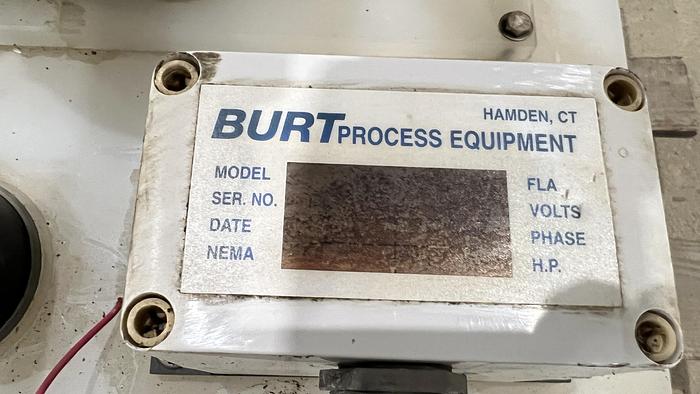 HAMDEN, CT
BURT PROCESS EQUIPMENT
MODEL
SER. NO.
DATE
NEMA
FLA
VOLTS
PHASE
H.P.